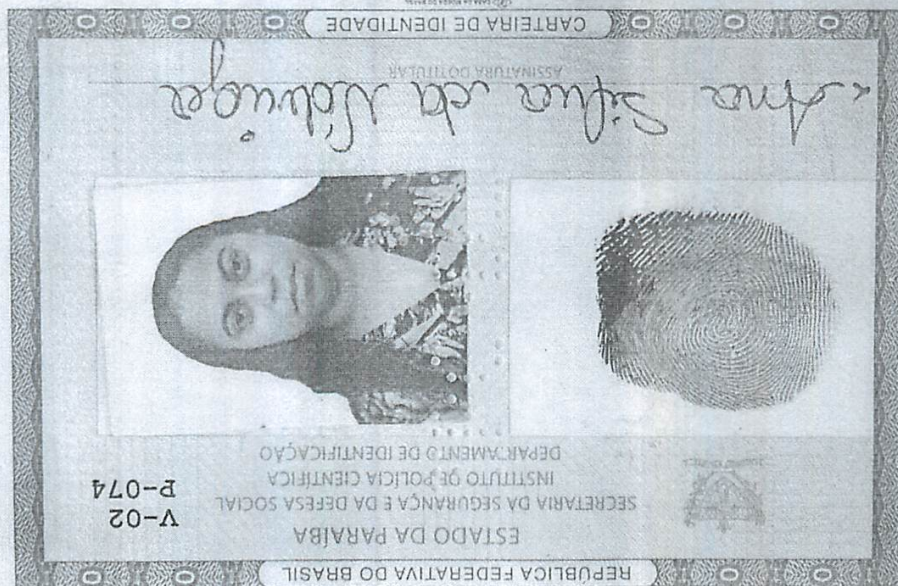 REPÚBLICA FEDERATIVA DO BRASIL
ESTADO DA PARAÍBA
SECRETARIA DA SEGURANÇA E DA DEFESA SOCIAL
INSTITUTO DE POLÍCIA CIENTÍFICA
DEPARTAMENTO DE IDENTIFICAÇÃO
V-02
P-074
Ana Silva da Nóbrega
ASSINATURA DO TITULAR
CARTEIRA DE IDENTIDADE